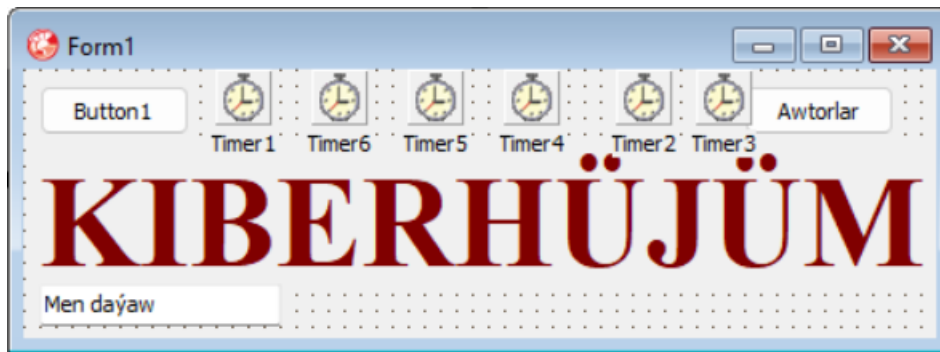 Form1
Button1
Awtorlar
Timer1 Timer6 Timer5 Timer4 Timer2 Timer3
KIBERHÜJÜM
Men daýaw